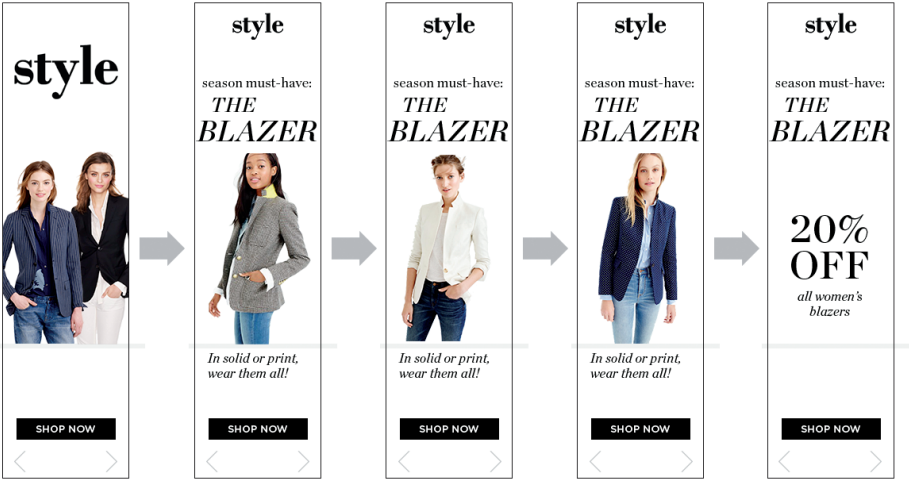 style
SHOP NOW
style
season must-have:
THE
BLAZER
In solid or print,
wear them all!
SHOP NOW
style
season must-have:
THE
BLAZER
In solid or print,
wear them all!
SHOP NOW
style
season must-have:
THE
BLAZER
In solid or print,
wear them all!
SHOP NOW
style
season must-have:
THE
BLAZER
20%
OFF
all women's
blazers
SHOP NOW